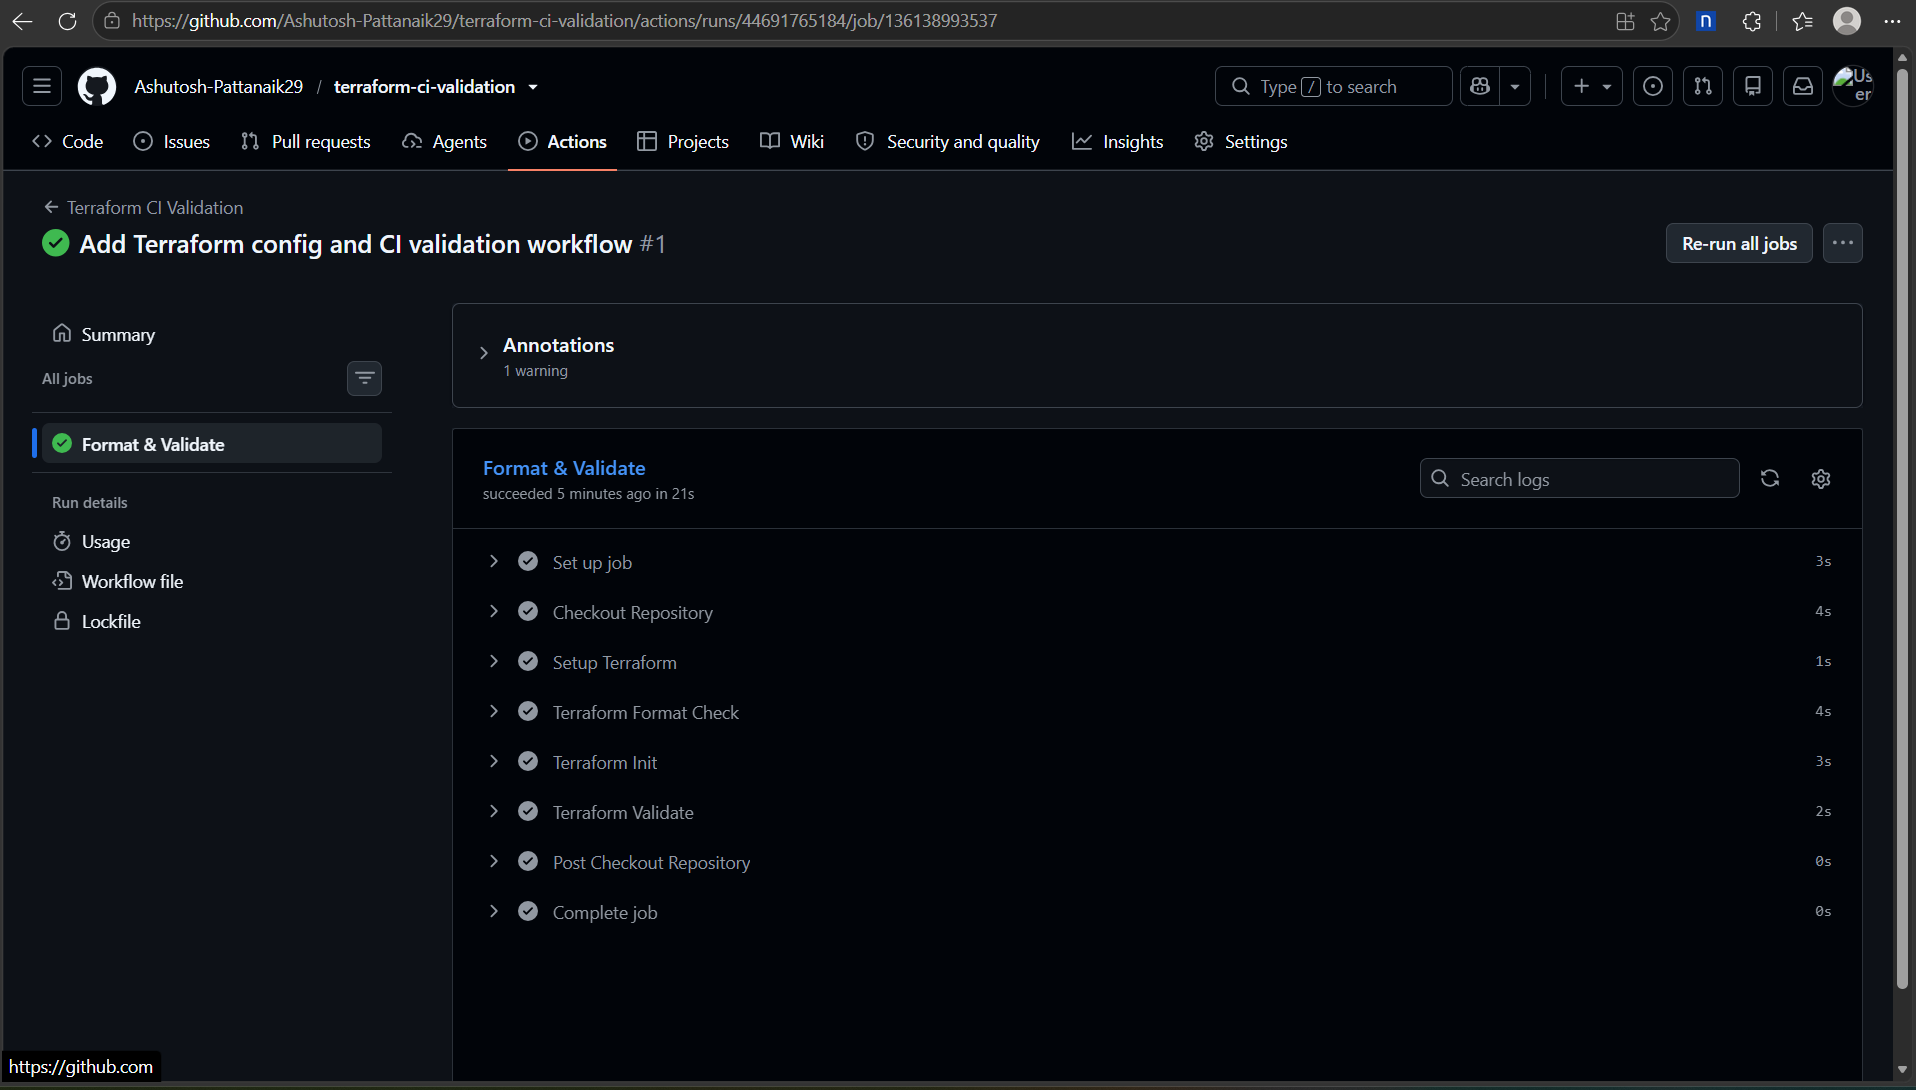 https://github.com/Ashutosh-Pattanaik29/terraform-ci-validation/actions/runs/44691765184/job/136138993537
n
Ashutosh-Pattanaik29 / terraform-ci-validation
Type / to search
User
Code
Issues
Pull requests
Agents
Actions
Projects
Wiki
Security and quality
Insights
Settings
Terraform CI Validation
Add Terraform config and CI validation workflow #1
Re-run all jobs
Summary
All jobs
Format & Validate
Run details
Usage
Workflow file
Lockfile
Annotations
1 warning
Format & Validate
succeeded 5 minutes ago in 21s
Search logs
Set up job 3s
Checkout Repository 4s
Setup Terraform 1s
Terraform Format Check 4s
Terraform Init 3s
Terraform Validate 2s
Post Checkout Repository 0s
Complete job 0s
https://github.com